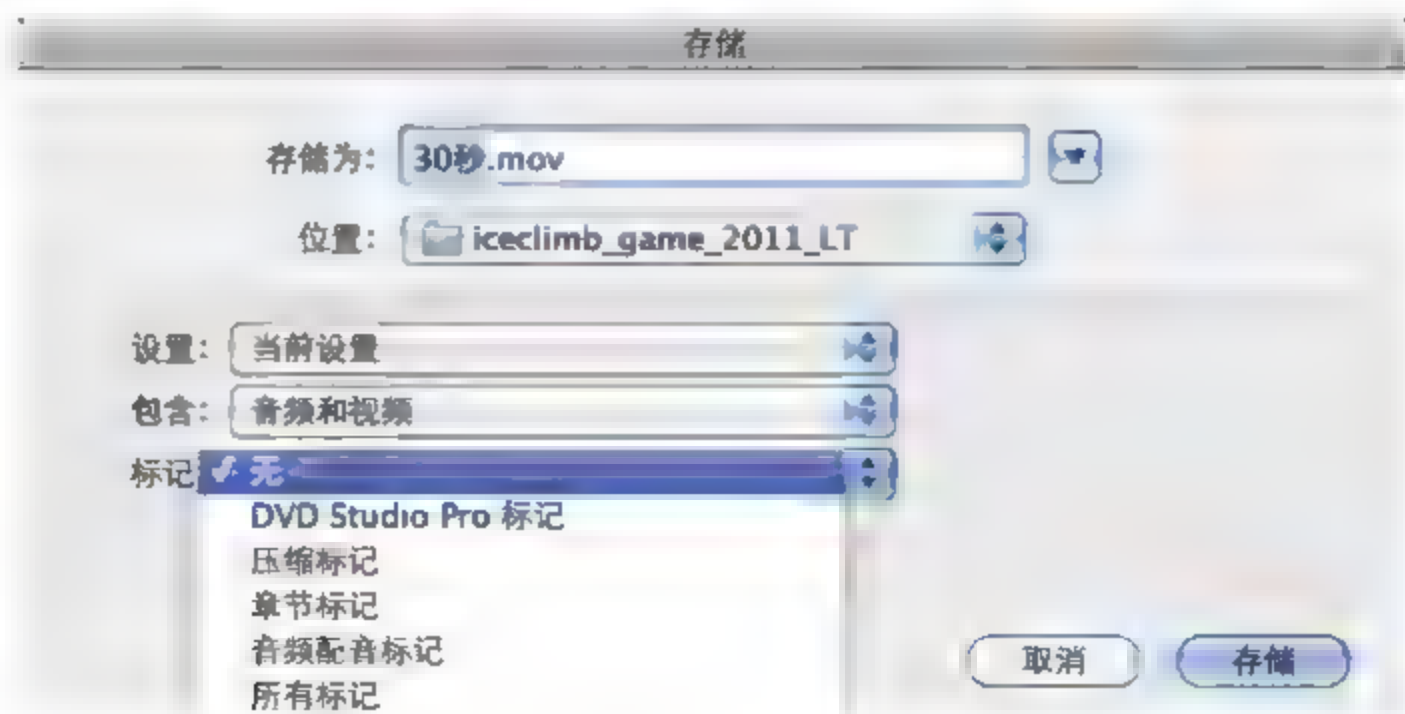 存储
存储为: 30秒.mov
位置: iceclimb_game_2011_LT
设置: 当前设置
包含: 音频和视频
标记 ✓ 无
DVD Studio Pro 标记
压缩标记
章节标记
音频配音标记
所有标记
取消 存储